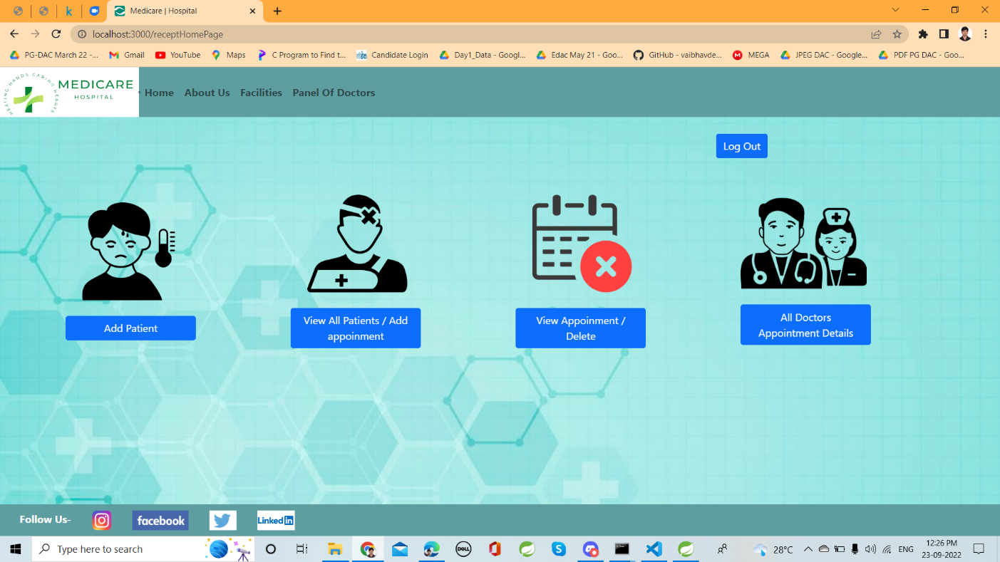 Medicare | Hospital
localhost:3000/receptHomePage
PG-DAC March 22 -... Gmail YouTube Maps C Program to Find t... Candidate Login Day1_Data - Googl... Edac May 21 - Goo... GitHub - vaibhavde... MEGA JPEG DAC - Google... PDF PG DAC - Goo...
HEALING HANDS CARING HEARTS
MEDICARE
HOSPITAL
Home About Us Facilities Panel Of Doctors
Log Out
Add Patient
View All Patients / Add
appoinment
View Appoinment /
Delete
All Doctors
Appointment Details
Follow Us- facebook Linked in
Type here to search
DELL
28°C
ENG
12:26 PM
23-09-2022